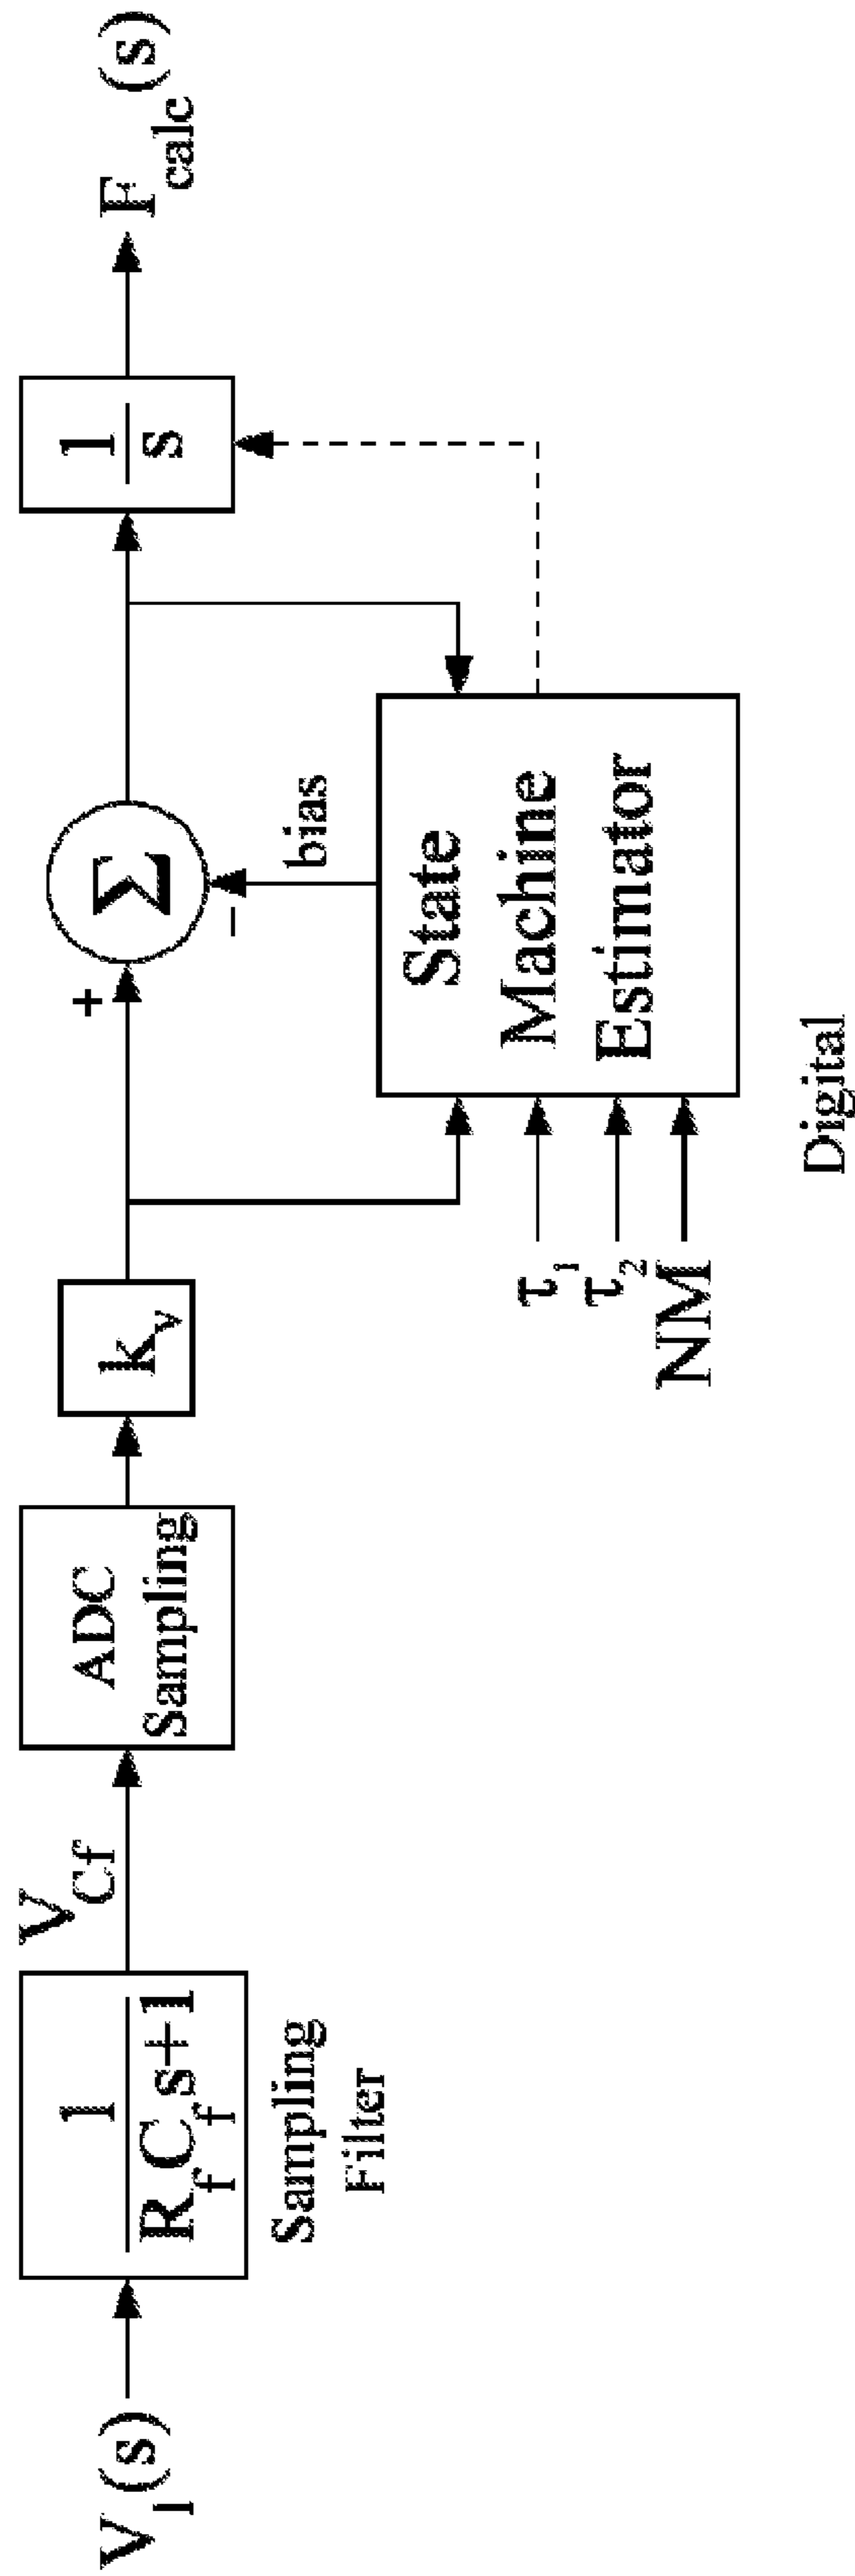 V_I(s)
1
R_f C_f s+1
Sampling
Filter
V_Cf
ADC
Sampling
k_v
+
Σ
−
bias
1
s
F_calc(s)
τ_1
τ_2
NM
State
Machine
Estimator
Digital